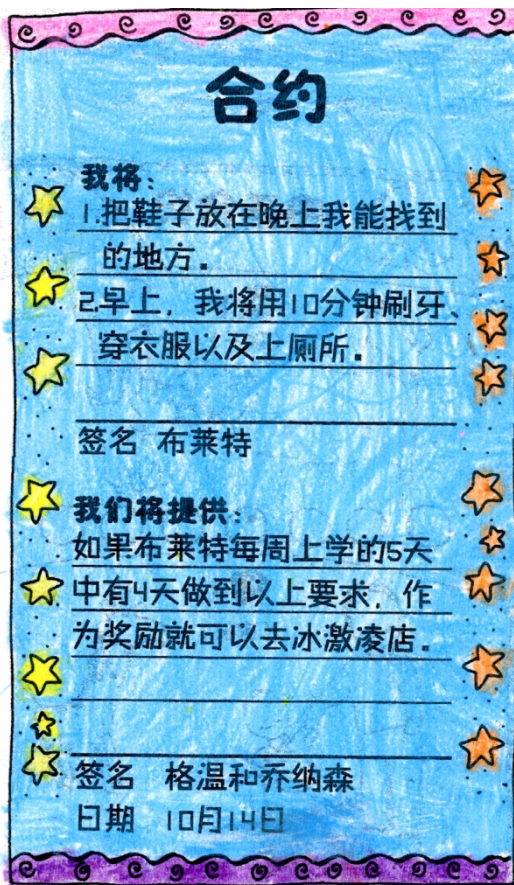 合约
我将：
1.把鞋子放在晚上我能找到
的地方。
2.早上，我将用10分钟刷牙、
穿衣服以及上厕所。
签名 布莱特
我们将提供：
如果布莱特每周上学的5天
中有4天做到以上要求，作
为奖励就可以去冰激凌店。
签名 格温和乔纳森
日期 10月14日